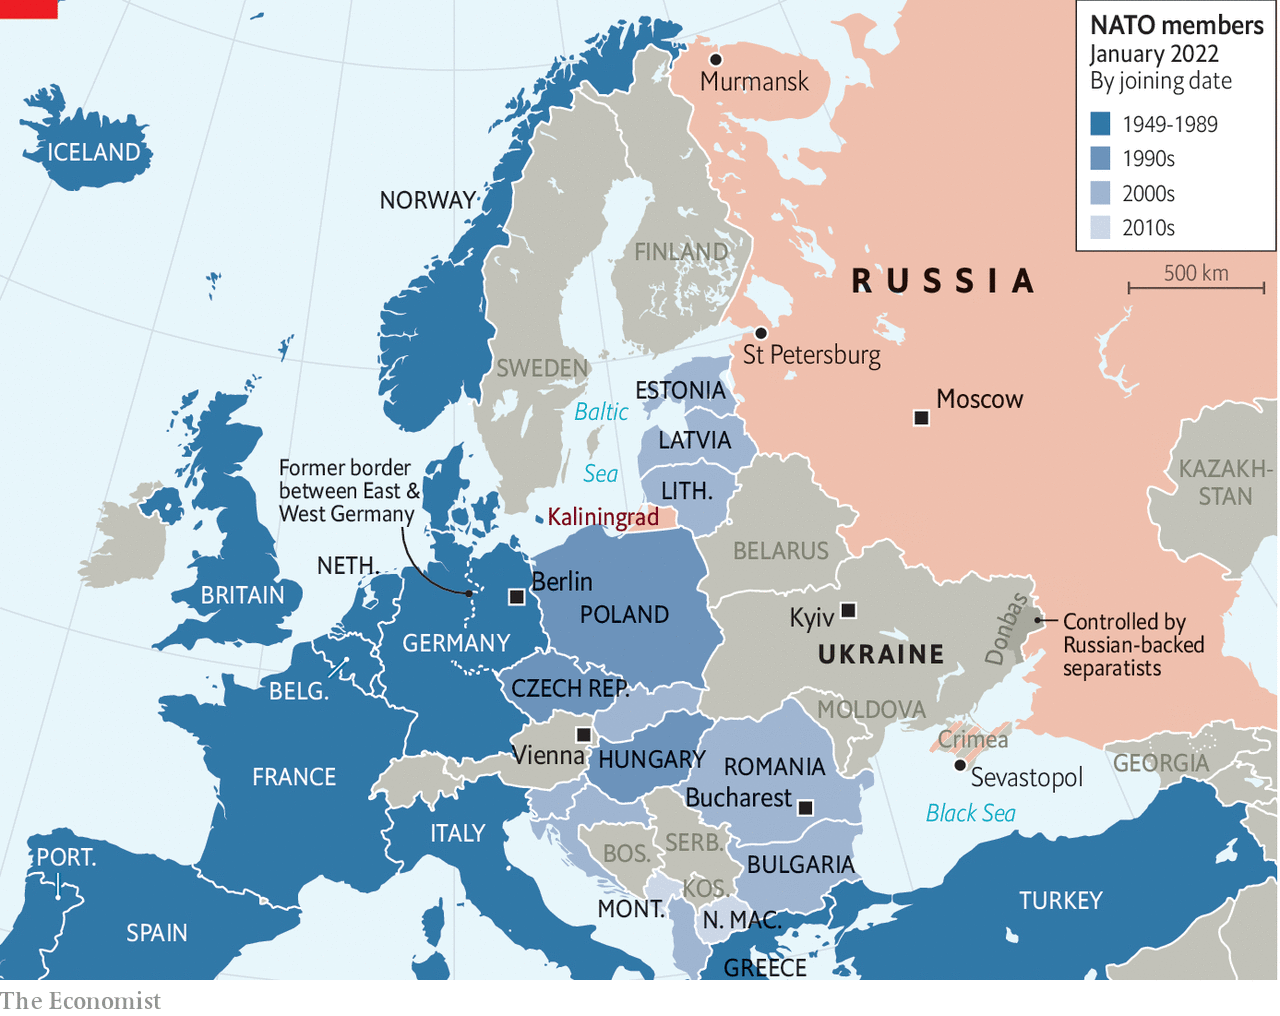 NATO members
January 2022
By joining date
1949-1989
1990s
2000s
2010s
500 km
Murmansk
ICELAND
NORWAY
FINLAND
RUSSIA
St Petersburg
SWEDEN
ESTONIA
Moscow
Baltic
Sea
LATVIA
Former border
between East &
West Germany
KAZAKH-
STAN
LITH.
Kaliningrad
BELARUS
NETH.
Berlin
BRITAIN
POLAND
Kyiv
Donbas
Controlled by
Russian-backed
separatists
GERMANY
UKRAINE
BELG.
CZECH REP.
MOLDOVA
Crimea
Vienna
HUNGARY
ROMANIA
GEORGIA
FRANCE
Sevastopol
Bucharest
Black Sea
ITALY
SERB.
BOS.
PORT.
BULGARIA
KOS.
MONT.
N. MAC.
TURKEY
SPAIN
GREECE
The Economist